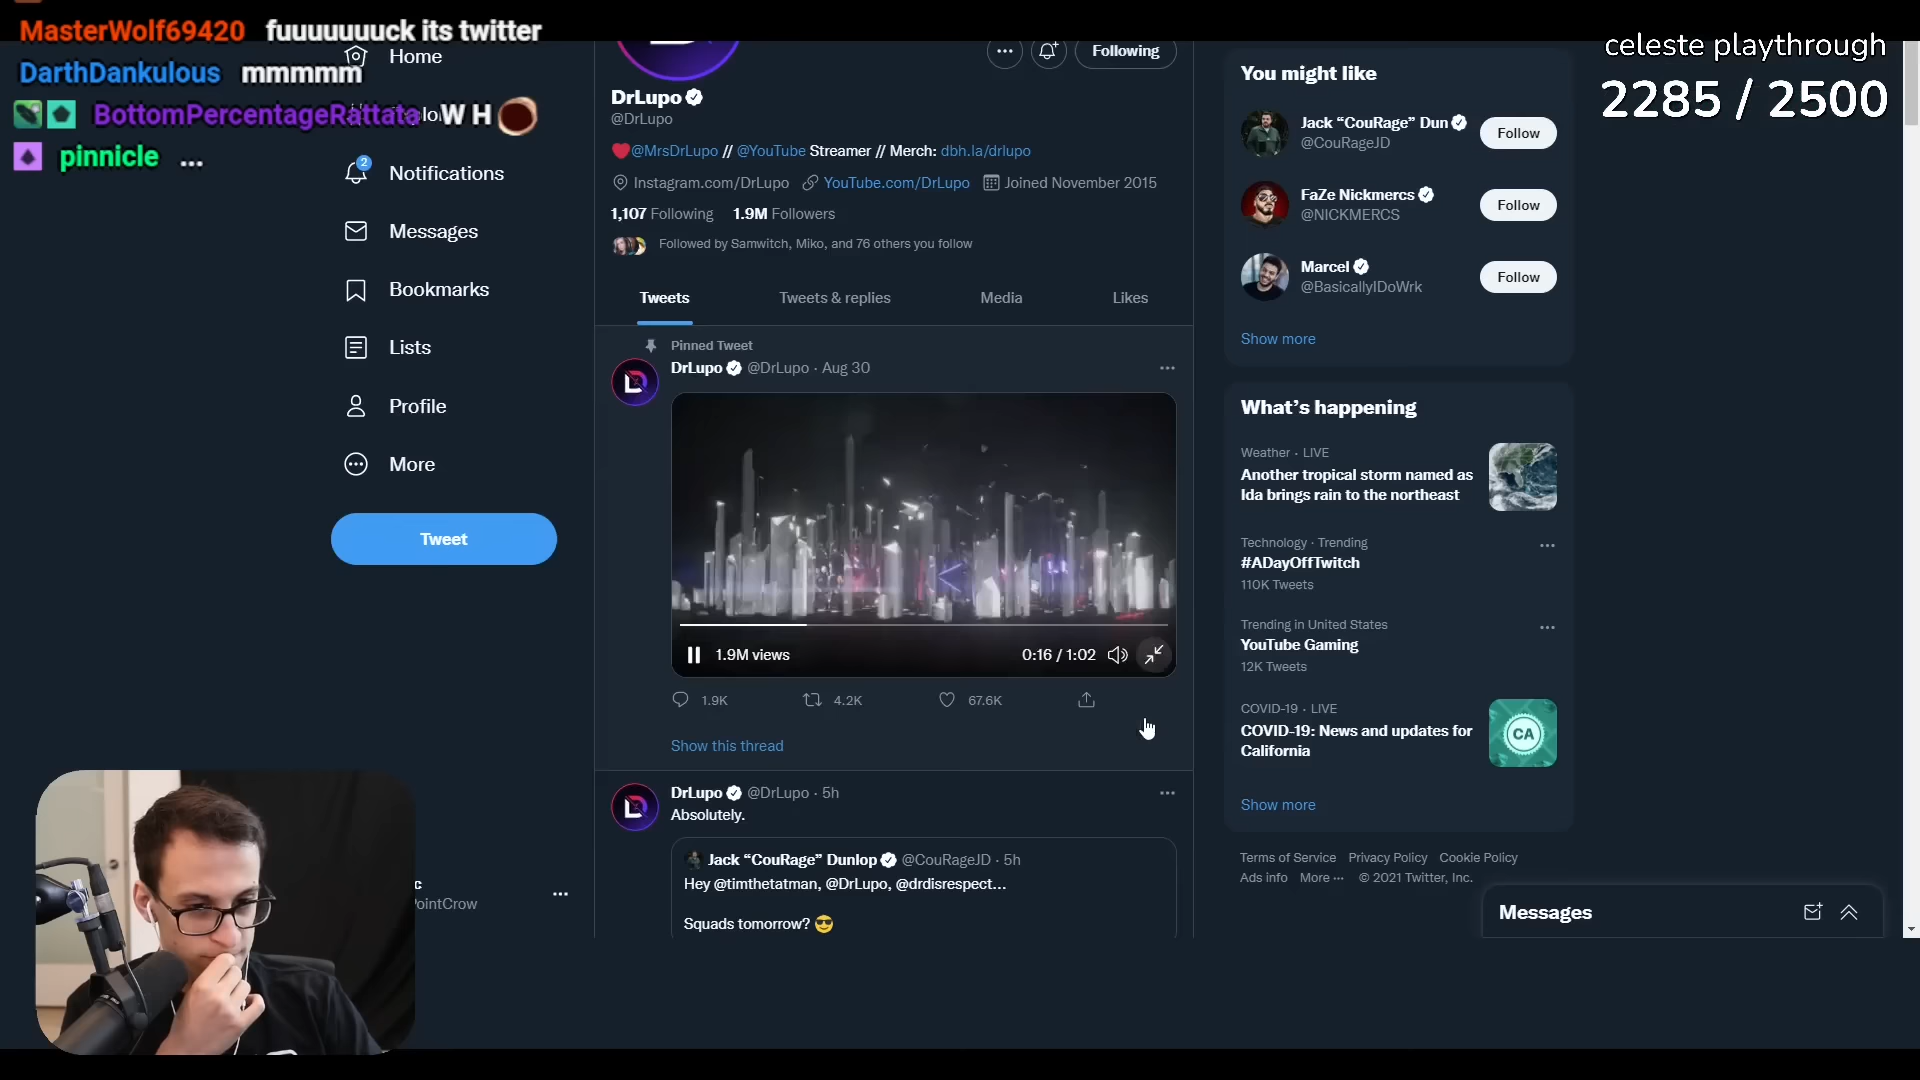 MasterWolf69420 fuuuuuuuck its twitter
DarthDankulous mmmmm
BottomPercentageRattata W H
pinnicle ...
celeste playthrough
2285 / 2500
Home
Notifications
2
Messages
Bookmarks
Lists
Profile
More
Tweet
c
PointCrow
Following
DrLupo
@DrLupo
@MrsDrLupo // @YouTube Streamer // Merch: dbh.la/drlupo
Instagram.com/DrLupo YouTube.com/DrLupo Joined November 2015
1,107 Following 1.9M Followers
Followed by Samwitch, Miko, and 76 others you follow
Tweets Tweets & replies Media Likes
Pinned Tweet
DrLupo @DrLupo · Aug 30
1.9M views 0:16 / 1:02
1.9K 4.2K 67.6K
Show this thread
DrLupo @DrLupo · 5h
Absolutely.
Jack “CouRage” Dunlop @CouRageJD · 5h
Hey @timthetatman, @DrLupo, @drdisrespect...
Squads tomorrow?
You might like
Jack “CouRage” Dun
@CouRageJD
Follow
FaZe Nickmercs
@NICKMERCS
Follow
Marcel
@BasicallyIDoWrk
Follow
Show more
What’s happening
Weather · LIVE
Another tropical storm named as
Ida brings rain to the northeast
Technology · Trending
#ADayOffTwitch
110K Tweets
Trending in United States
YouTube Gaming
12K Tweets
COVID-19 · LIVE
COVID-19: News and updates for
California
CA
Show more
Terms of Service Privacy Policy Cookie Policy
Ads info More ··· © 2021 Twitter, Inc.
Messages